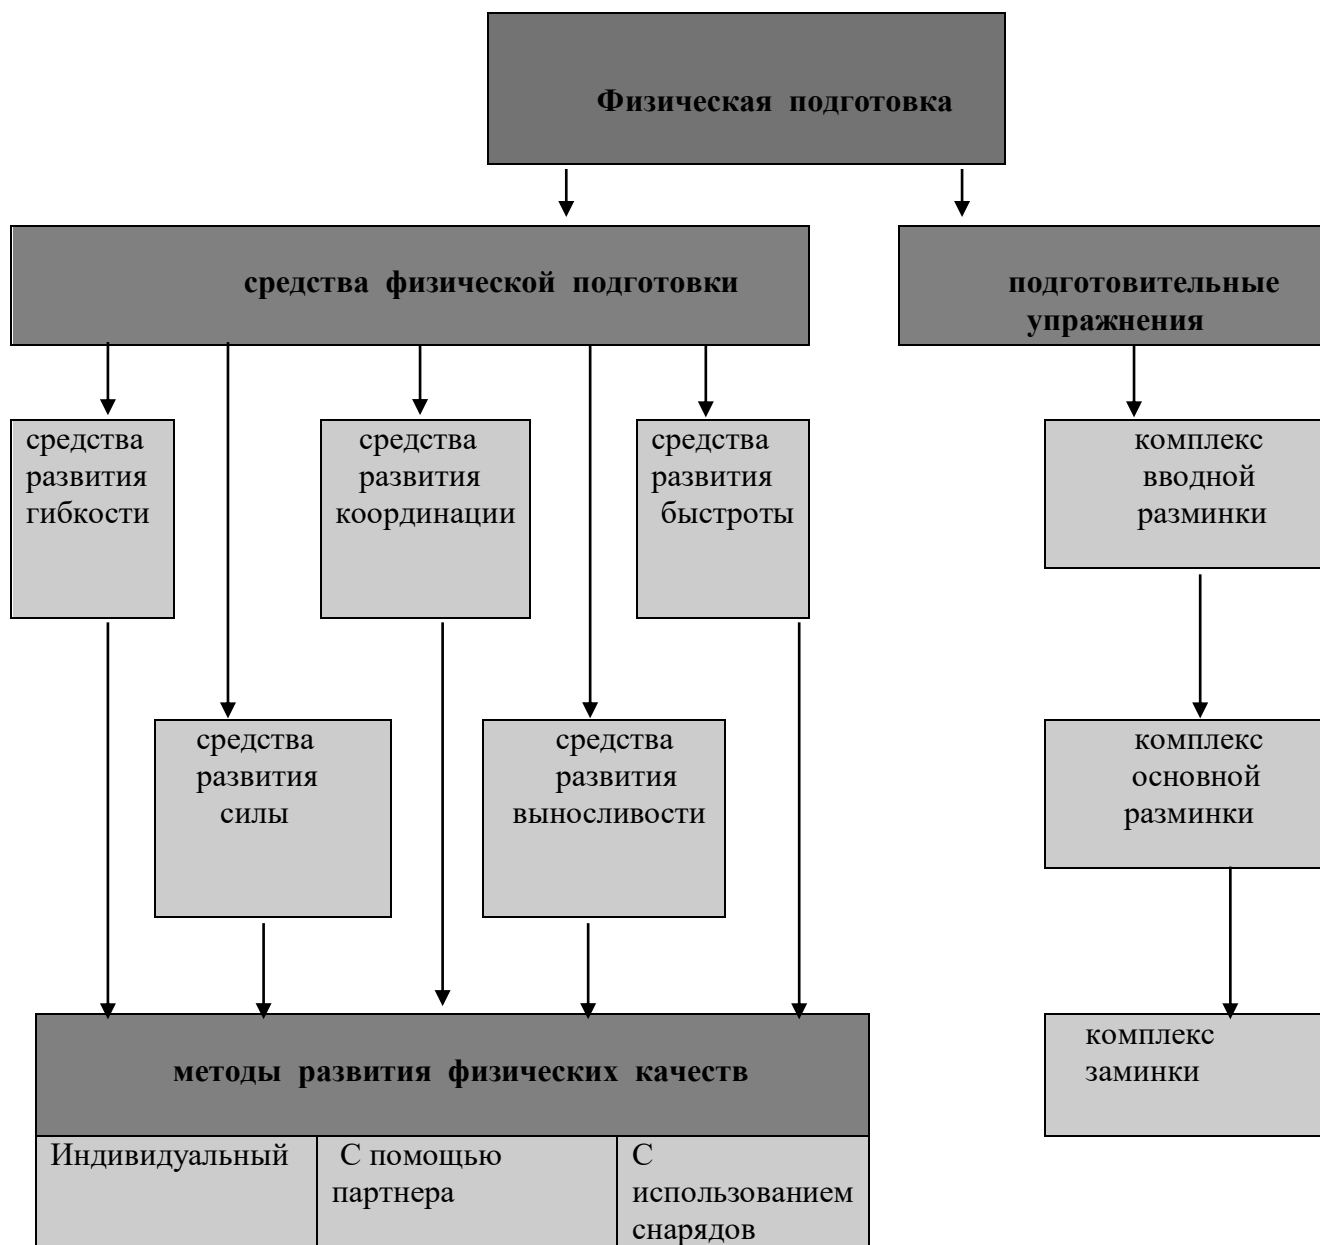 Физическая подготовка
средства физической подготовки
подготовительные
упражнения
средства
развития
гибкости
средства
развития
координации
средства
развития
быстроты
комплекс
вводной
разминки
средства
развития
силы
средства
развития
выносливости
комплекс
основной
разминки
методы развития физических качеств
Индивидуальный
С помощью
партнера
С
использованием
снарядов
комплекс
заминки